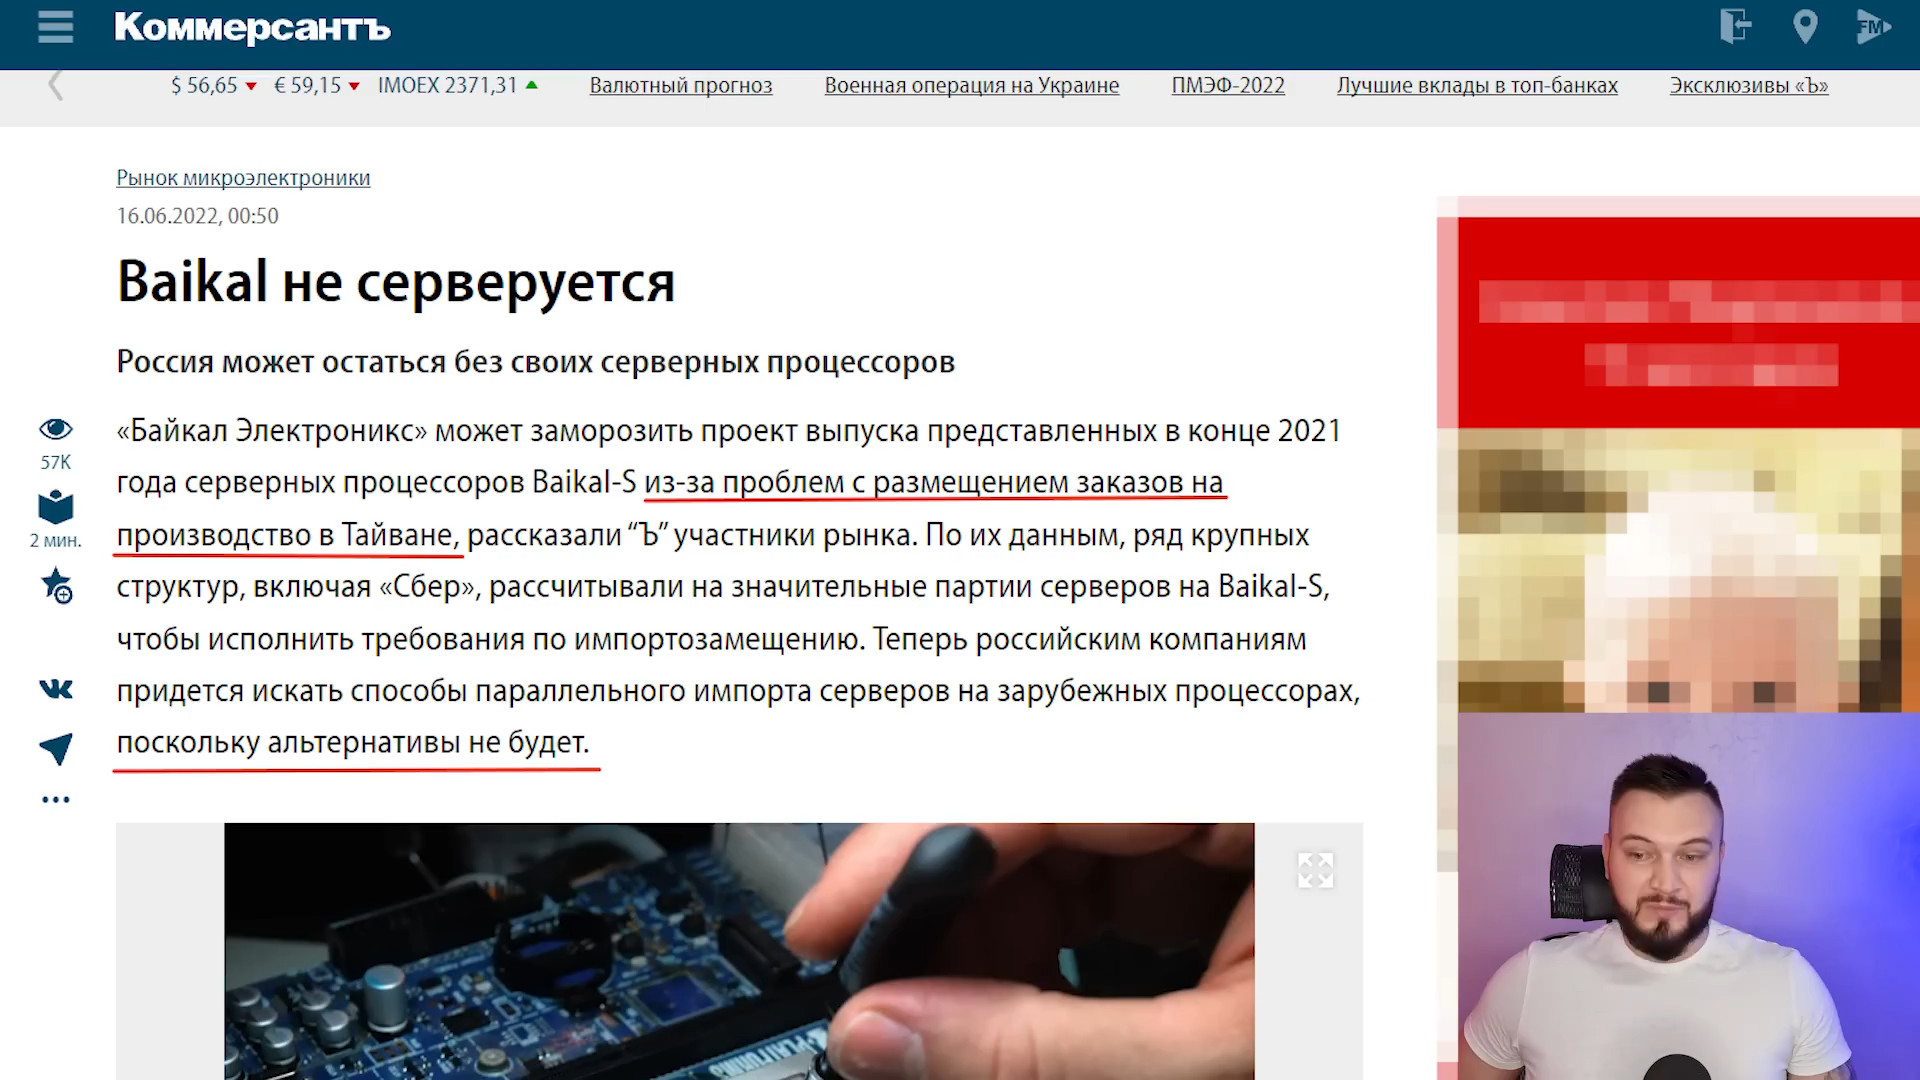 Коммерсантъ
FM
$ 56,65 € 59,15 IMOEX 2371,31 Валютный прогноз Военная операция на Украине ПМЭФ-2022 Лучшие вклады в топ-банках Эксклюзивы «Ъ»
Рынок микроэлектроники
16.06.2022, 00:50
Baikal не серверуется
Россия может остаться без своих серверных процессоров
«Байкал Электроникс» может заморозить проект выпуска представленных в конце 2021
года серверных процессоров Baikal-S из-за проблем с размещением заказов на
производство в Тайване, рассказали “Ъ” участники рынка. По их данным, ряд крупных
структур, включая «Сбер», рассчитывали на значительные партии серверов на Baikal-S,
чтобы исполнить требования по импортозамещению. Теперь российским компаниям
придется искать способы параллельного импорта серверов на зарубежных процессорах,
поскольку альтернативы не будет.
57K
2 мин.